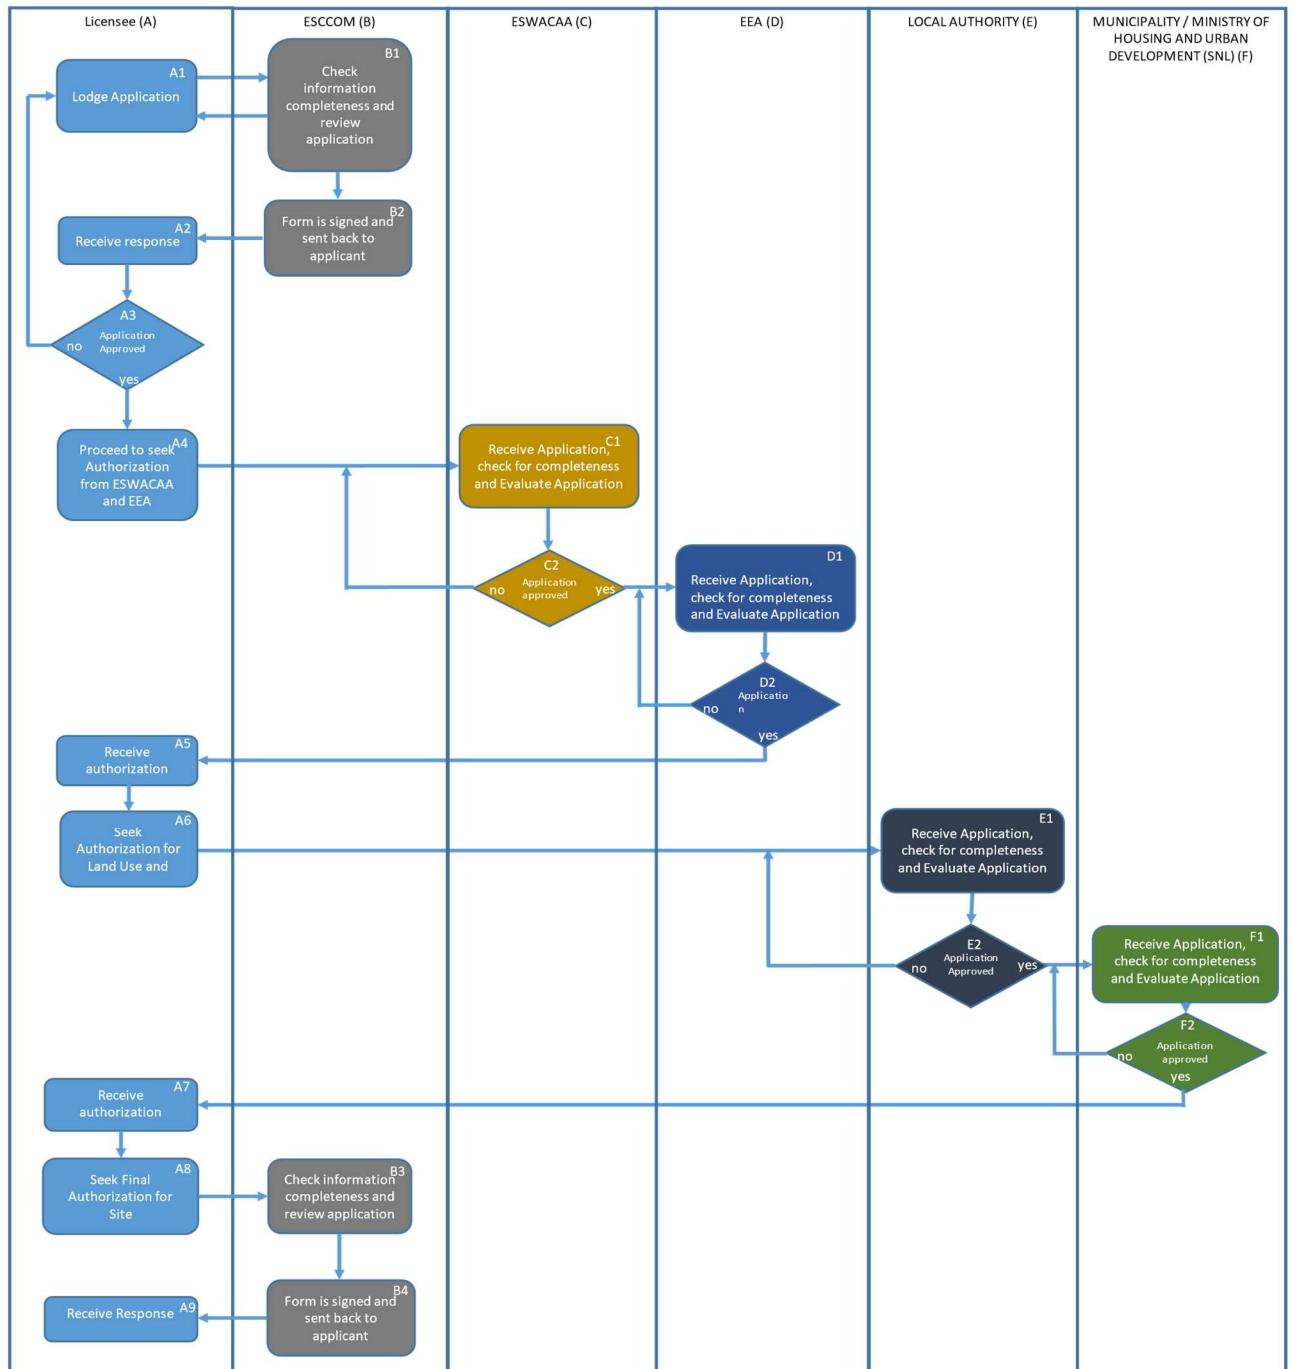 Licensee (A)
ESCCOM (B)
ESWACAA (C)
EEA (D)
LOCAL AUTHORITY (E)
MUNICIPALITY / MINISTRY OF
HOUSING AND URBAN
DEVELOPMENT (SNL) (F)
A1
Lodge Application
B1
Check
information
completeness and
review
application
A2
Receive response
B2
Form is signed and
sent back to
applicant
A3
Application
Approved
no
yes
A4
Proceed to seek
Authorization
from ESWACAA
and EEA
C1
Receive Application,
check for completeness
and Evaluate Application
C2
Application
approved
no
yes
D1
Receive Application,
check for completeness
and Evaluate Application
D2
Applicatio
n
no
yes
A5
Receive
authorization
A6
Seek
Authorization for
Land Use and
E1
Receive Application,
check for completeness
and Evaluate Application
E2
Application
Approved
no
yes
F1
Receive Application,
check for completeness
and Evaluate Application
F2
Application
approved
no
yes
A7
Receive
authorization
A8
Seek Final
Authorization for
Site
B3
Check information
completeness and
review application
B4
Form is signed and
sent back to
applicant
A9
Receive Response